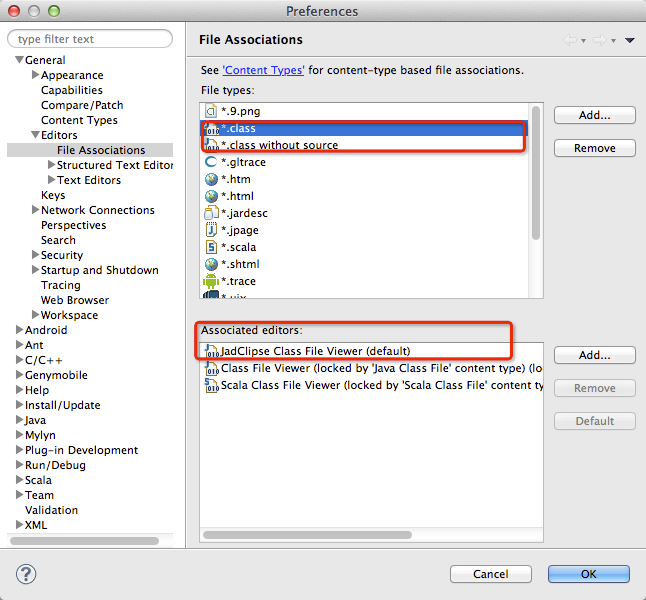 Preferences
type filter text
General
Appearance
Capabilities
Compare/Patch
Content Types
Editors
File Associations
Structured Text Editor
Text Editors
Keys
Network Connections
Perspectives
Search
Security
Startup and Shutdown
Tracing
Web Browser
Workspace
Android
Ant
C/C++
Genymobile
Help
Install/Update
Java
Mylyn
Plug-in Development
Run/Debug
Scala
Team
Validation
XML
File Associations
See 'Content Types' for content-type based file associations.
File types:
*.9.png
*.class
*.class without source
*.gltrace
*.htm
*.html
*.jardesc
*.jpage
*.scala
*.shtml
*.trace
*.uix
Add...
Remove
Associated editors:
JadClipse Class File Viewer (default)
Class File Viewer (locked by 'Java Class File' content type) (lo
Scala Class File Viewer (locked by 'Scala Class File' content ty
Add...
Remove
Default
?
Cancel
OK